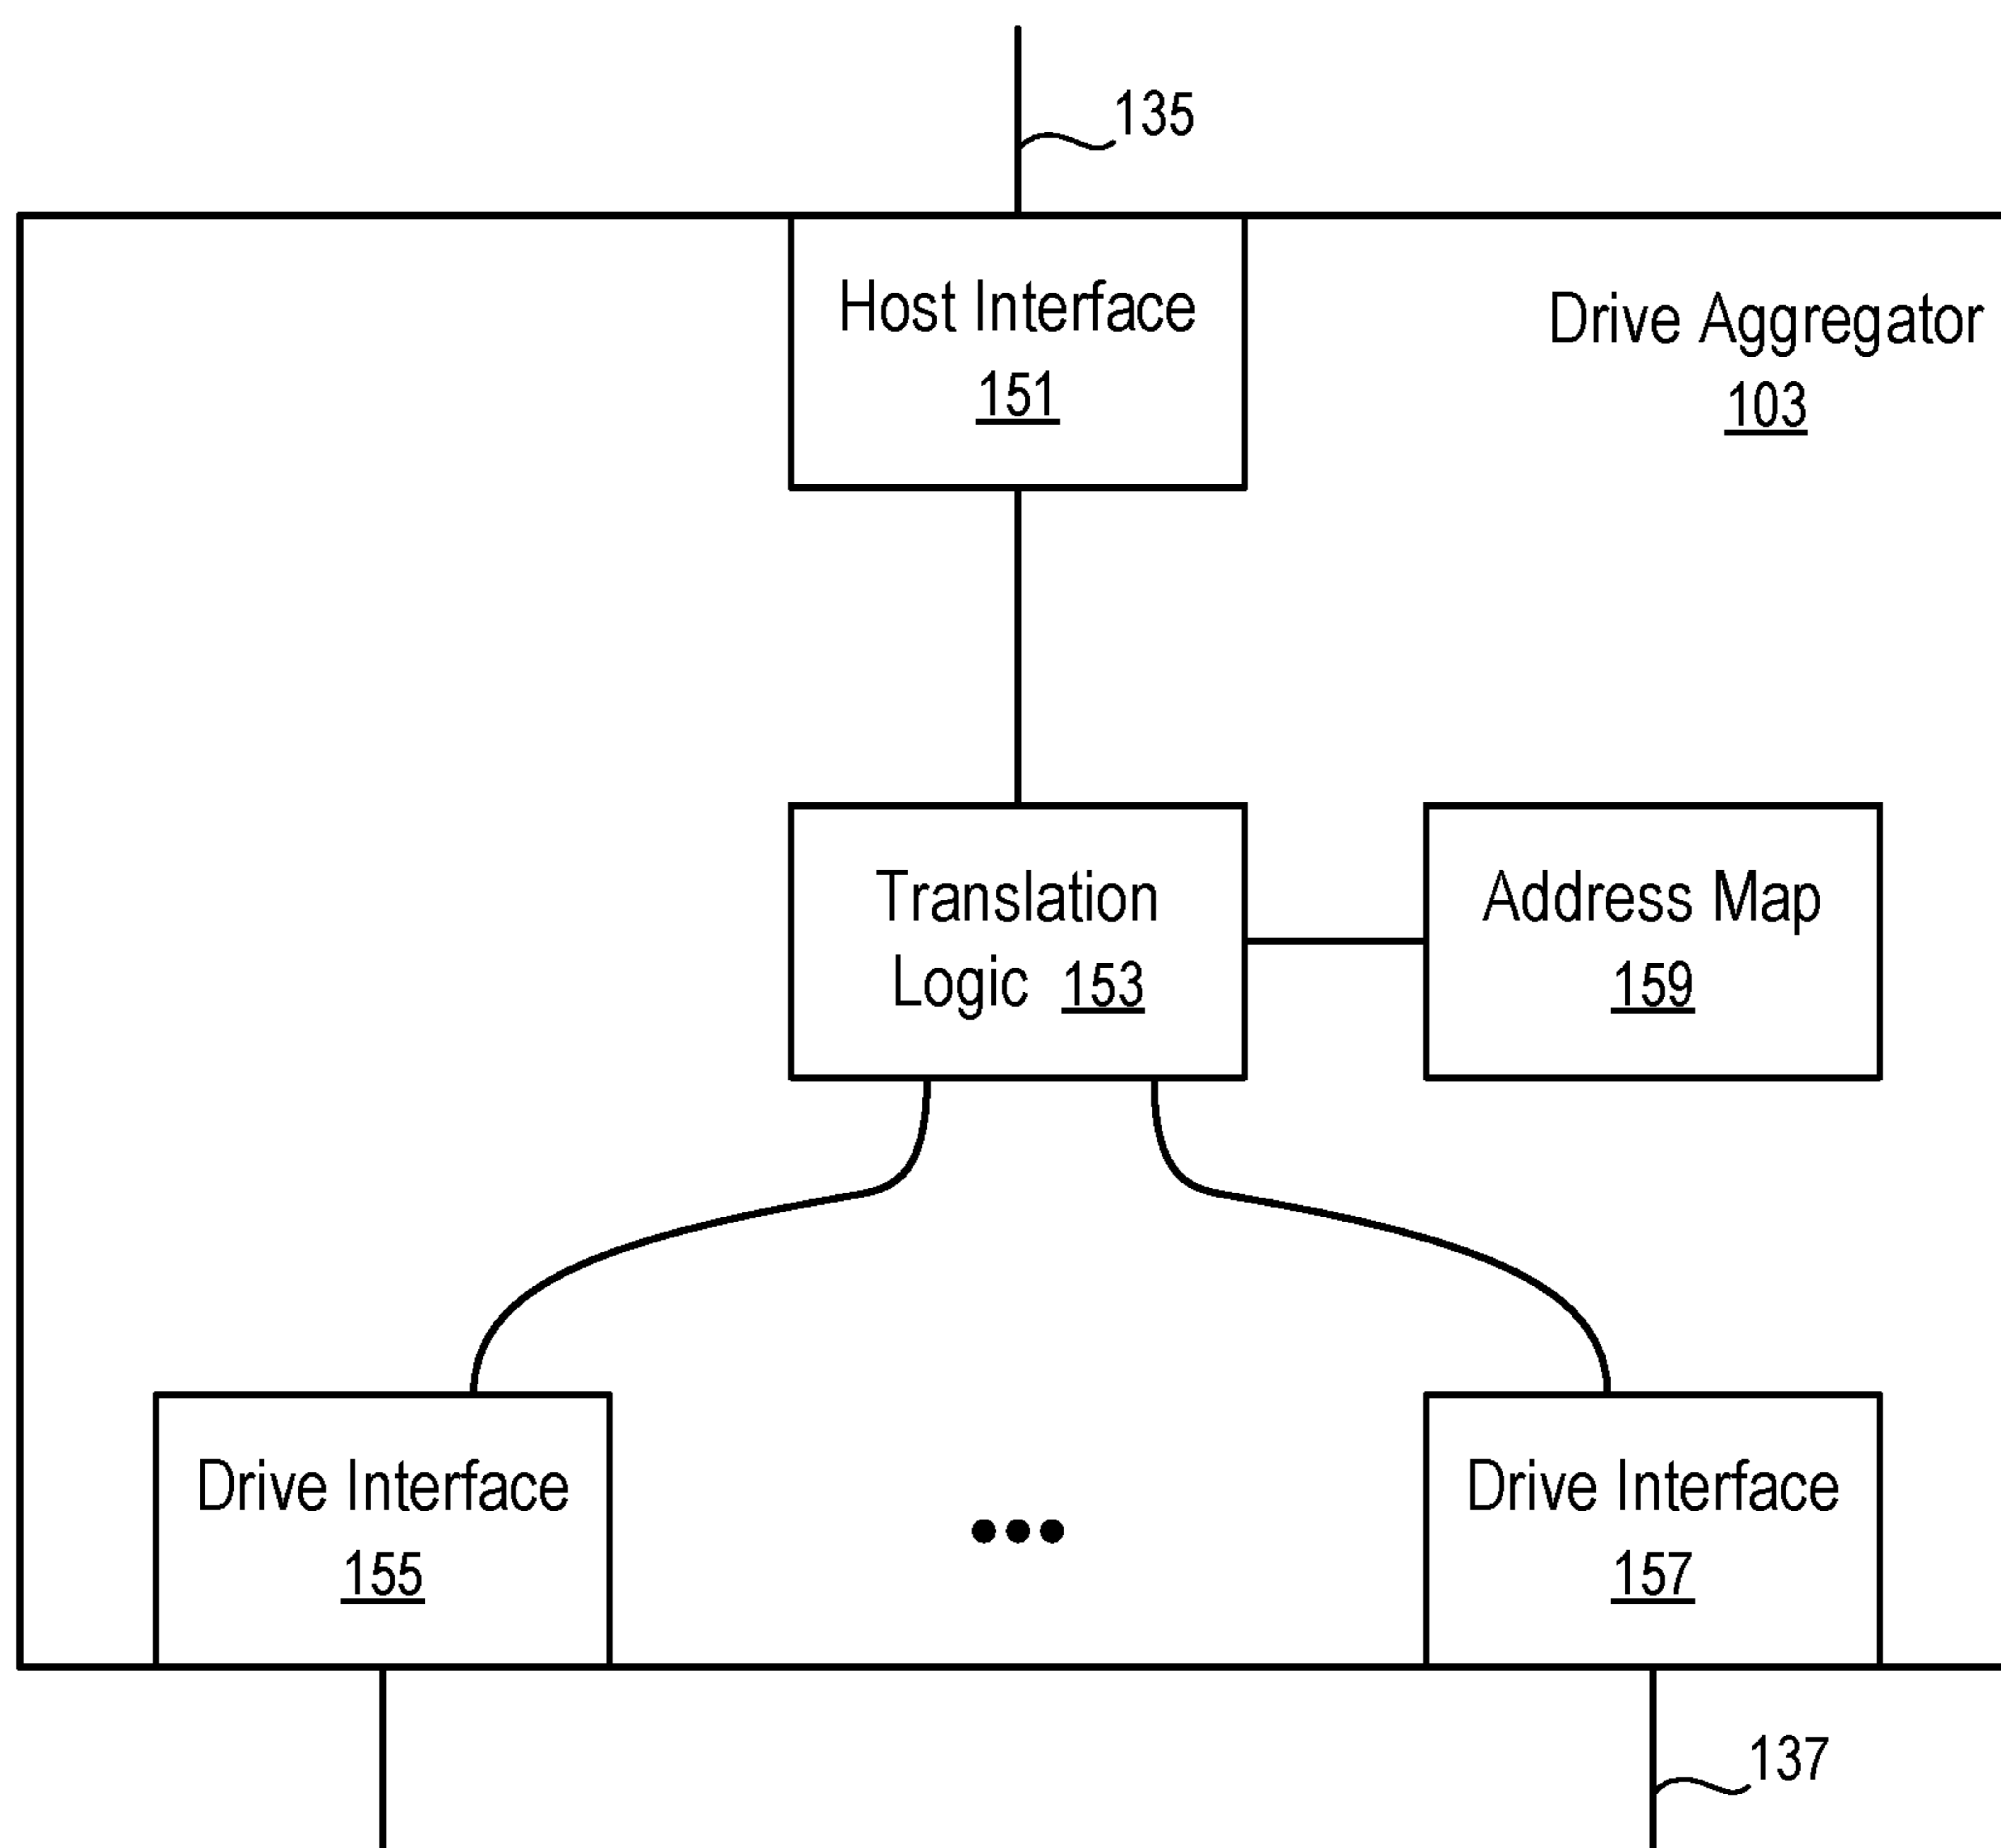 135
Host Interface
151
Drive Aggregator
103
Translation
Logic 153
Address Map
159
Drive Interface
155
Drive Interface
157
137